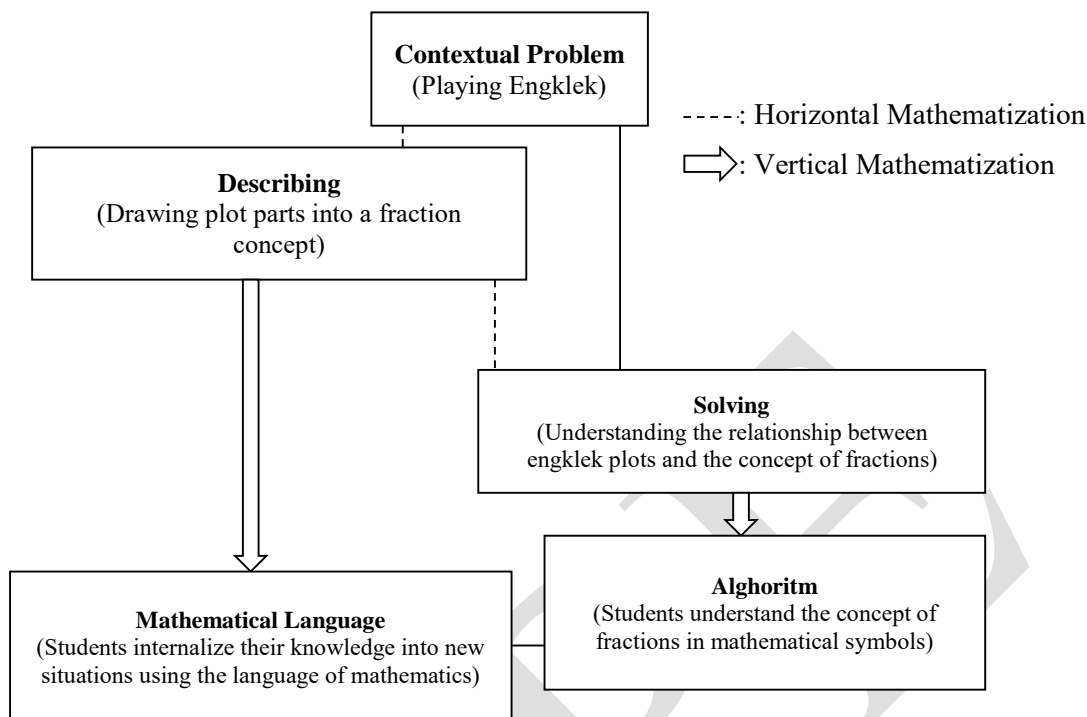 Contextual Problem
(Playing Engklek)
-----: Horizontal Mathematization
: Vertical Mathematization
Describing
(Drawing plot parts into a fraction
concept)
Solving
(Understanding the relationship between
engklek plots and the concept of fractions)
Alghoritm
(Students understand the concept of
fractions in mathematical symbols)
Mathematical Language
(Students internalize their knowledge into new
situations using the language of mathematics)